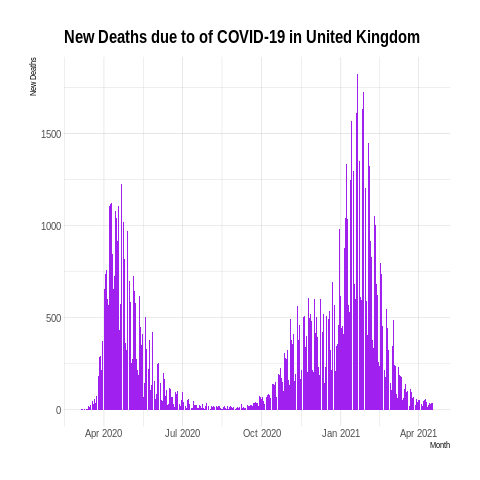 New Deaths due to of COVID-19 in United Kingdom
New Deaths
1500
1000
500
0
Apr 2020 Jul 2020 Oct 2020 Jan 2021 Apr 2021
Month